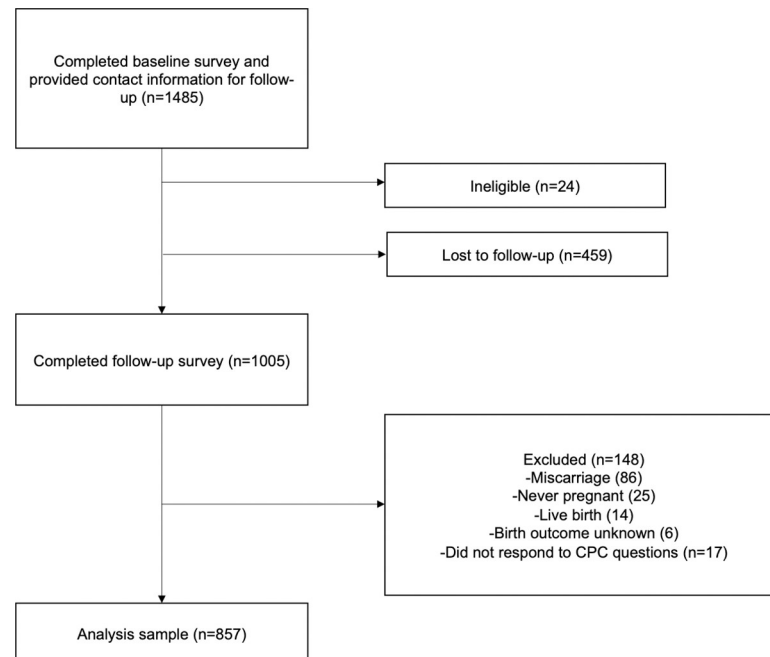 Completed baseline survey and
provided contact information for follow-
up (n=1485)
Ineligible (n=24)
Lost to follow-up (n=459)
Completed follow-up survey (n=1005)
Excluded (n=148)
-Miscarriage (86)
-Never pregnant (25)
-Live birth (14)
-Birth outcome unknown (6)
-Did not respond to CPC questions (n=17)
Analysis sample (n=857)